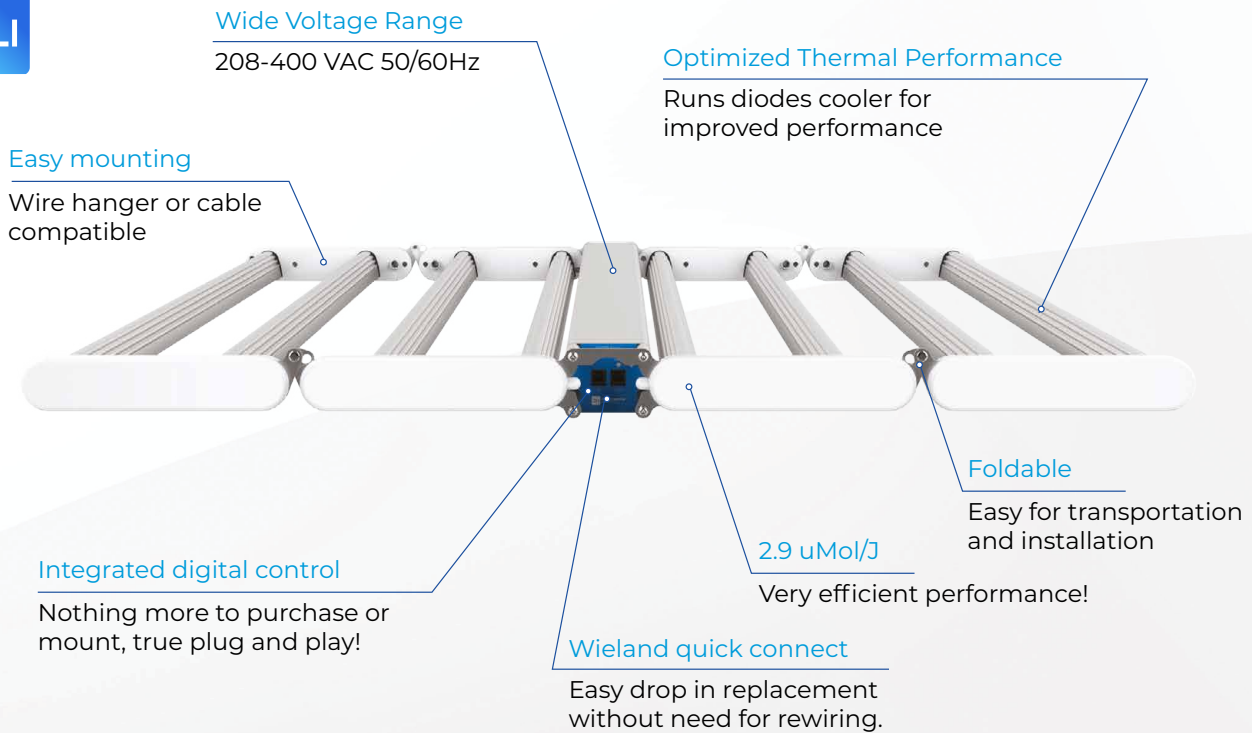 LI
Wide Voltage Range
208-400 VAC 50/60Hz
Optimized Thermal Performance
Runs diodes cooler for
improved performance
Easy mounting
Wire hanger or cable
compatible
Foldable
Easy for transportation
and installation
2.9 uMol/J
Very efficient performance!
Integrated digital control
Nothing more to purchase or
mount, true plug and play!
Wieland quick connect
Easy drop in replacement
without need for rewiring.